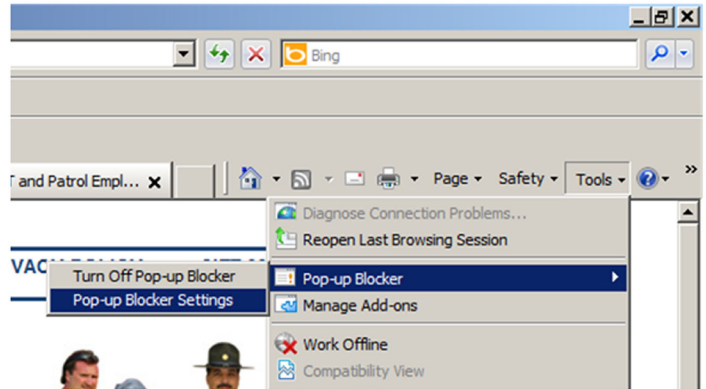 Bing
T and Patrol Empl...
Page
Safety
Tools
»
Diagnose Connection Problems...
Reopen Last Browsing Session
Pop-up Blocker
Turn Off Pop-up Blocker
Pop-up Blocker Settings
Manage Add-ons
Work Offline
Compatibility View